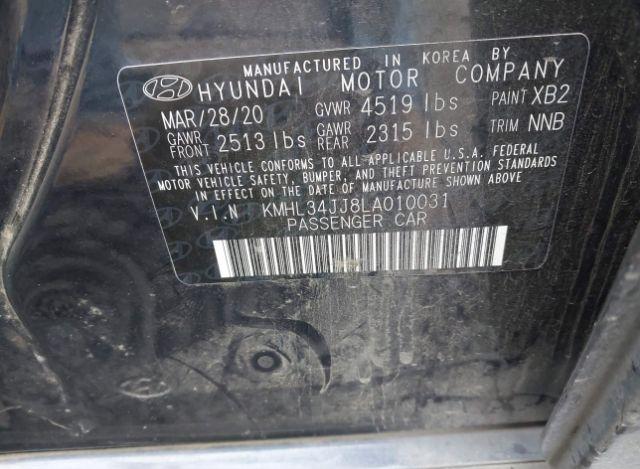 MANUFACTURED IN KOREA BY
HYUNDAI MOTOR COMPANY
MAR/28/20 GVWR 4519 lbs PAINT XB2
GAWR FRONT 2513 lbs GAWR REAR 2315 lbs TRIM NNB
THIS VEHICLE CONFORMS TO ALL APPLICABLE U.S.A. FEDERAL
MOTOR VEHICLE SAFETY, BUMPER, AND THEFT PREVENTION STANDARDS
IN EFFECT ON THE DATE OF MANUFACTURE SHOWN ABOVE.
V.I.N KMHL34JJ8LA010031
PASSENGER CAR